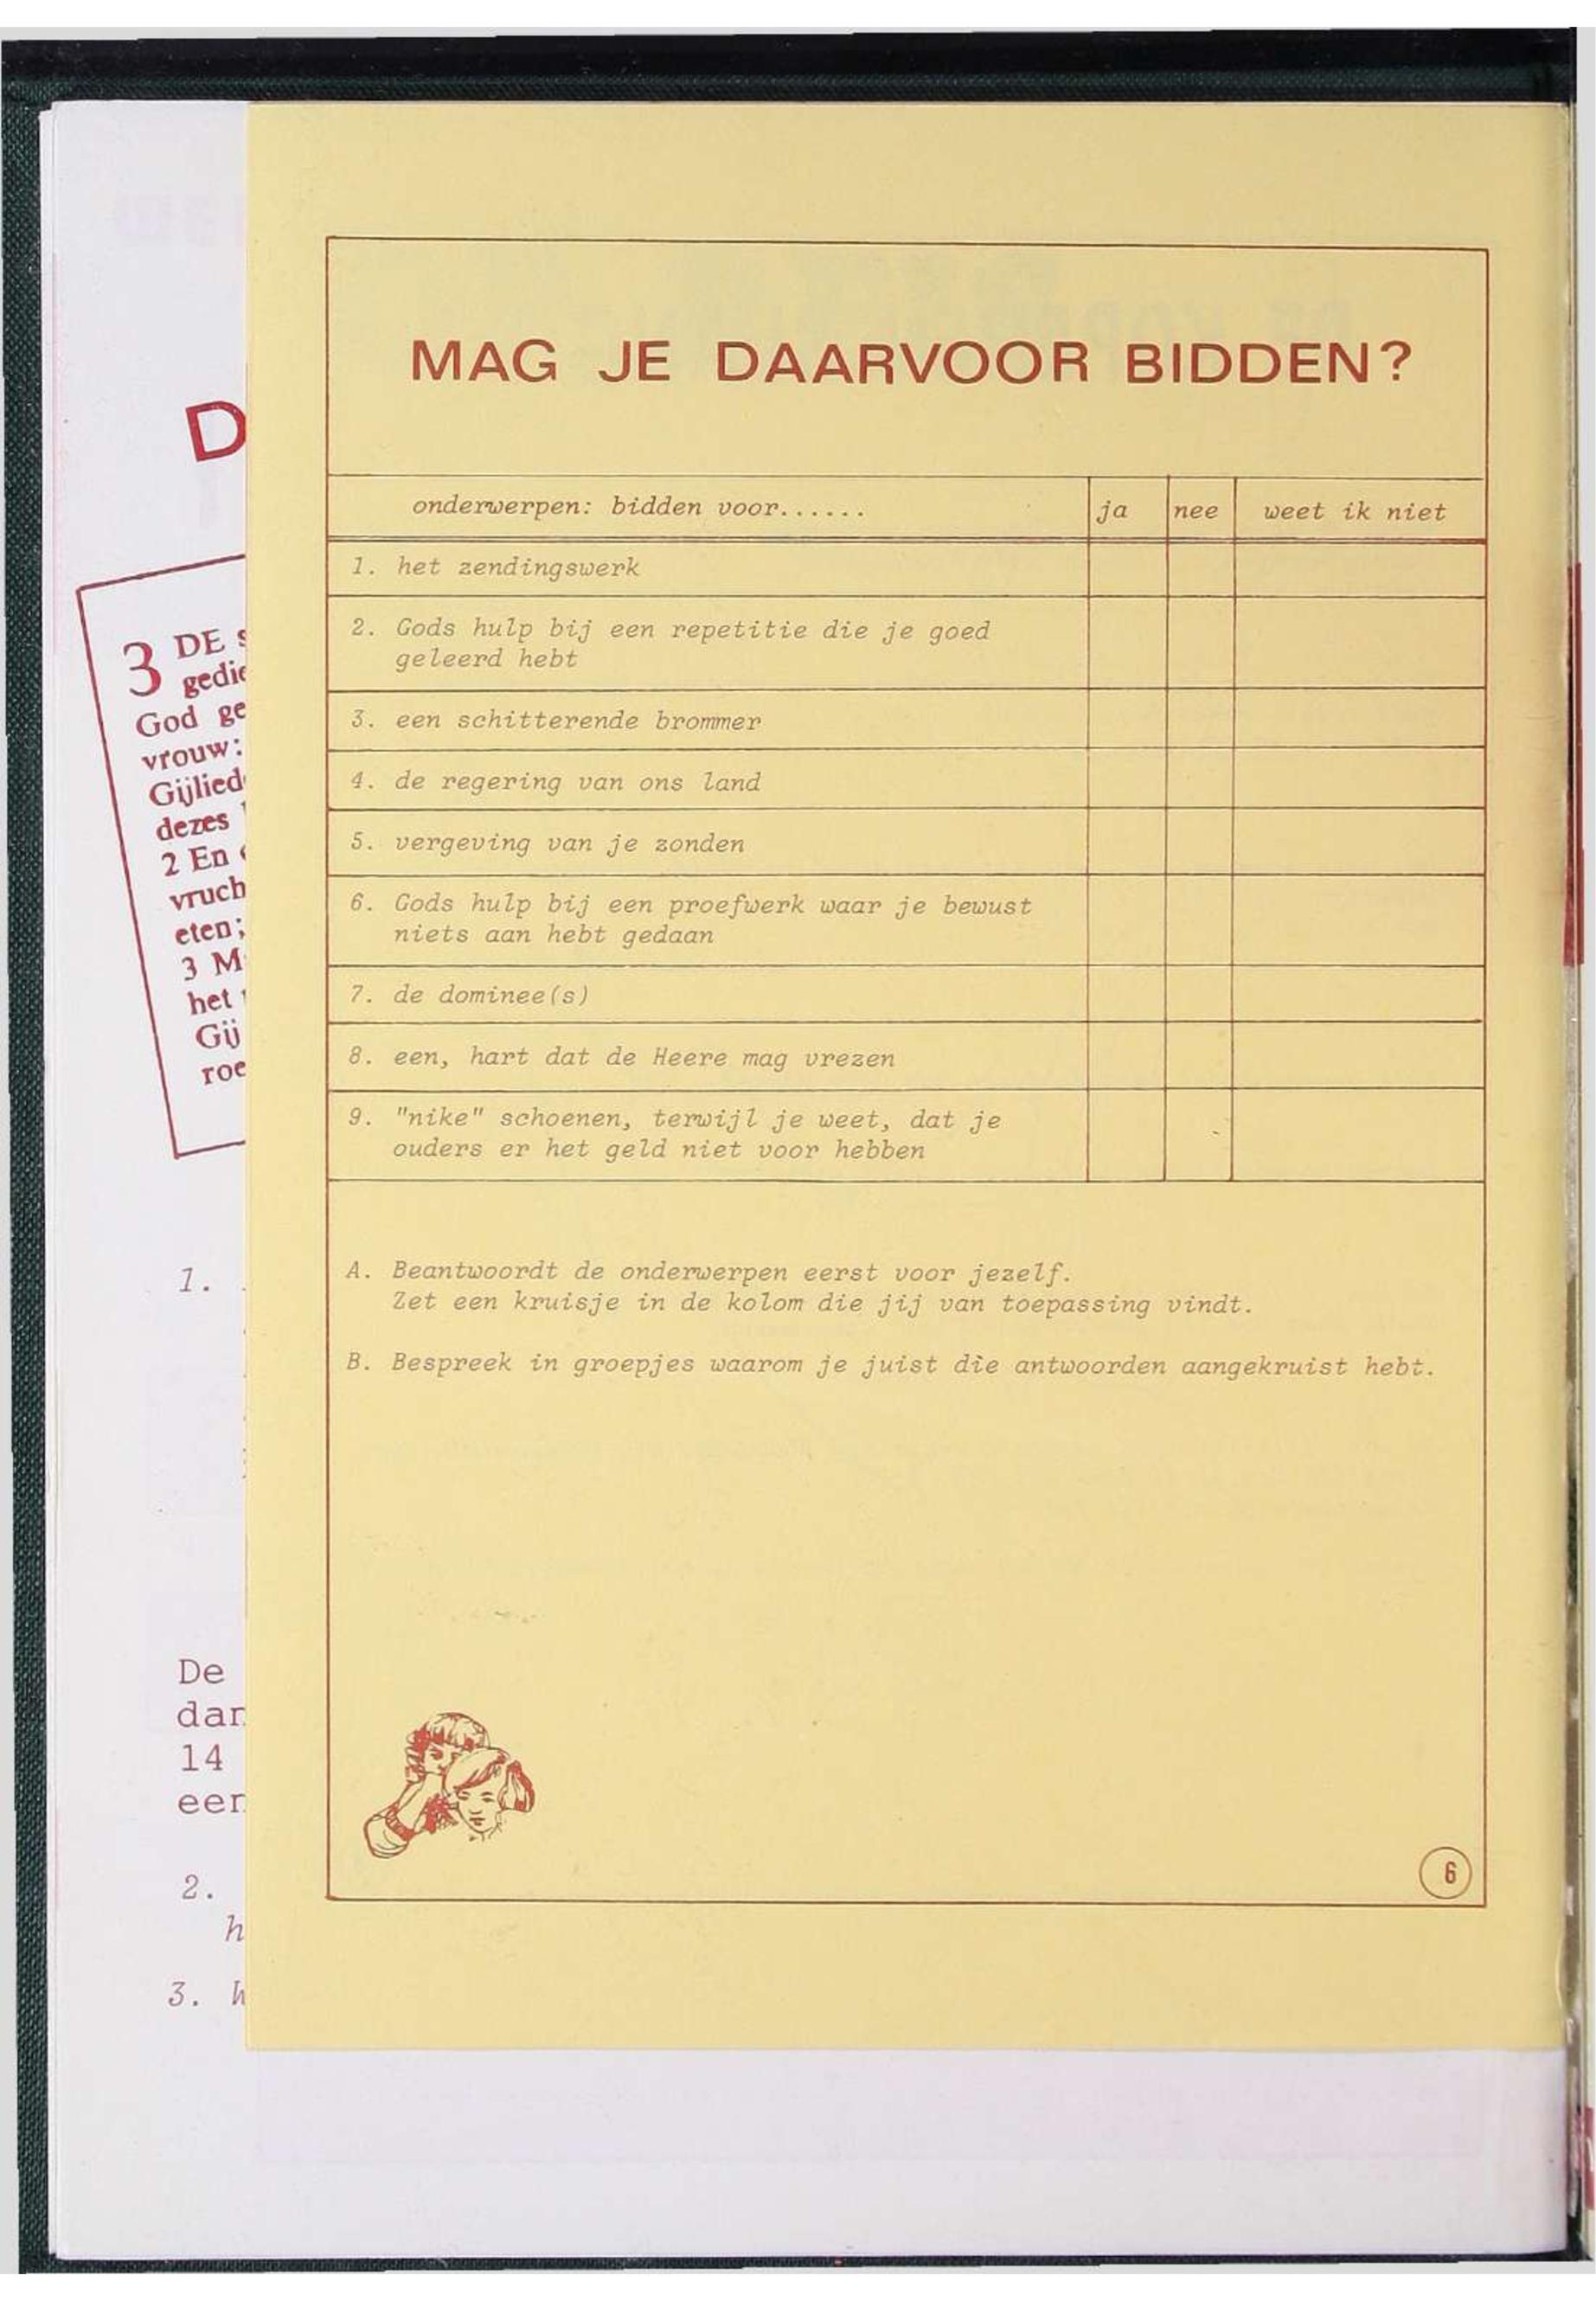 MAG JE DAARVOOR BIDDEN?
onderwerpen: bidden voor...... ja nee weet ik niet
1. het zendingswerk
2. Gods hulp bij een repetitie die je goed
geleerd hebt
3. een schitterende brommer
4. de regering van ons land
5. vergeving van je zonden
6. Gods hulp bij een proefwerk waar je bewust
niets aan hebt gedaan
7. de dominee(s)
8. een, hart dat de Heere mag vrezen
9. "nike" schoenen, terwijl je weet, dat je
ouders er het geld niet voor hebben
A. Beantwoordt de onderwerpen eerst voor jezelf.
Zet een kruisje in de kolom die jij van toepassing vindt.
B. Bespreek in groepjes waarom je juist die antwoorden aangekruist hebt.
6
D
3 DE s
gedie
God ge
vrouw:
Gijlied
dezes
2 En
vruch
eten;
3 M
het
Gij
roe
1.
De
dan
14
een
2.
h
3. h